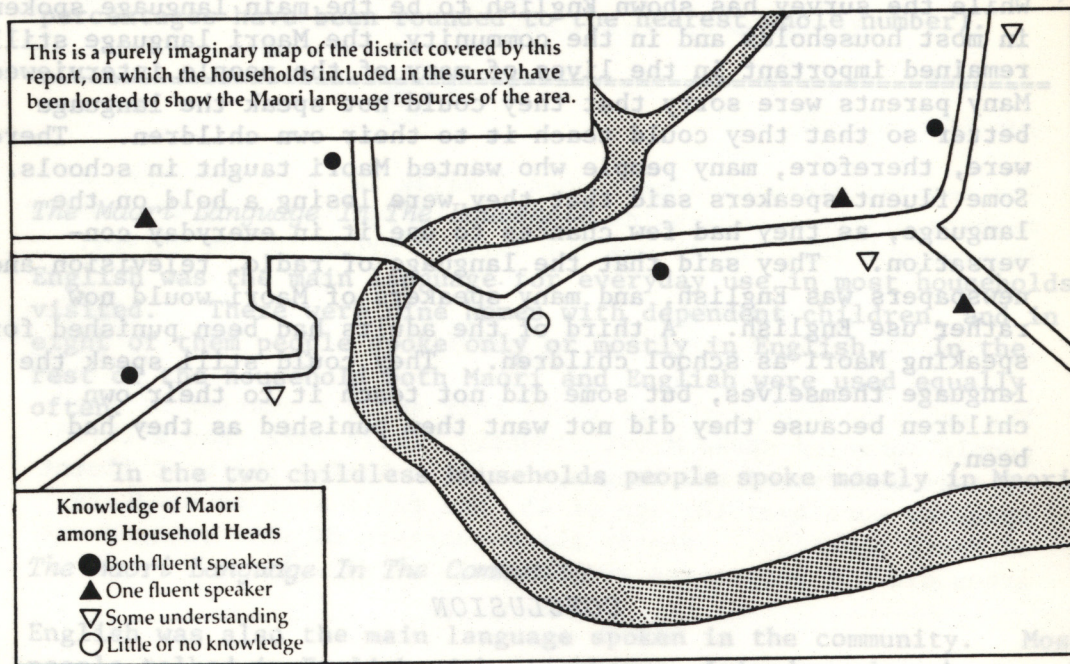 This is a purely imaginary map of the district covered by this
report, on which the households included in the survey have
been located to show the Maori language resources of the area.
The Maori Language In The
English was the main language for everyday use in most households
visited. There were nine homes with dependent children, and in
eight of them people spoke only or mostly in English. In the
rest of the households both Maori and English were used equally
often.
In the two childless households people spoke mostly in Maori
Knowledge of Maori
among Household Heads
Both fluent speakers
One fluent speaker
Some understanding
Little or no knowledge
The Maori Language In The
English was also the main language spoken in the community. Mos
percentages have been rounded to the nearest whole number).
while the survey has shown English to be the main language spoken
in most households and in the community, the Maori language still
remained important in the lives of many of the people interviewed
Many parents were sorry that they could not speak the language
better so that they could teach it to their own children. There
were, therefore, many people who wanted Maori taught in schools.
Some fluent speakers said that they were losing a hold on the
language, as they had few chances to use it in everyday con-
versation. They said that the language of radio, television and
newspapers was English, and many speakers of Maori would now
rather use English. A third of the adults had been punished for
speaking Maori as school children. They could still speak the
language themselves, but some did not teach it to their own
children because they did not want them punished as they had
been.
CONCLUSION